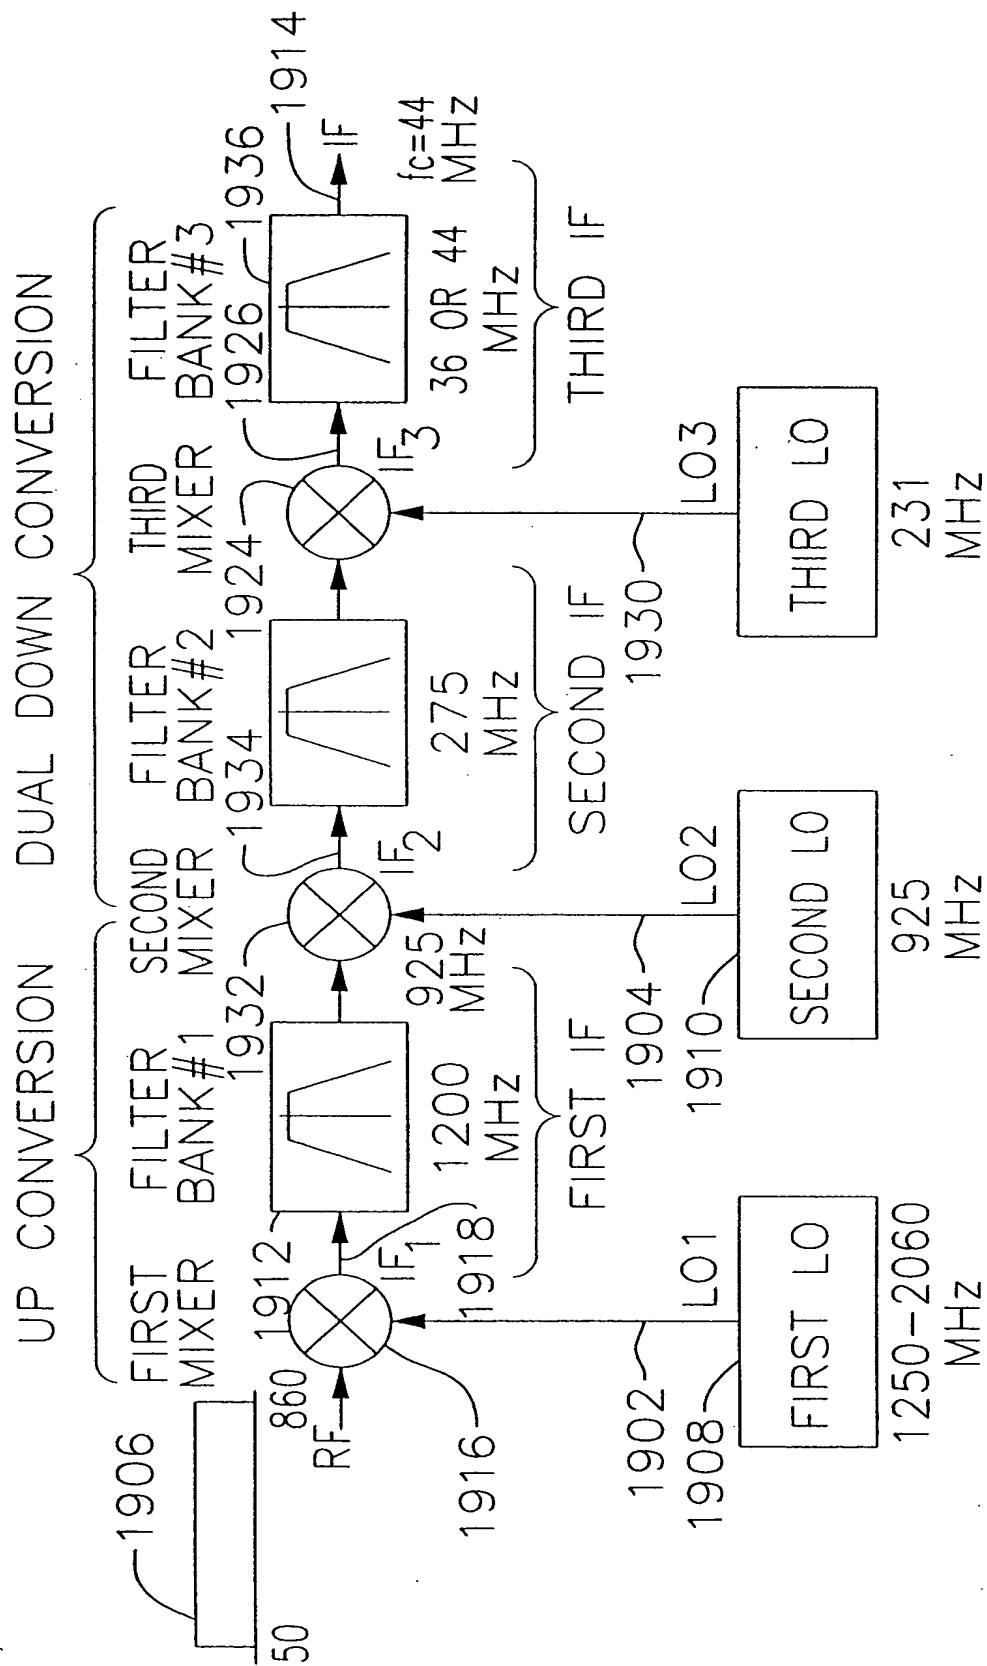 UP CONVERSION
DUAL DOWN CONVERSION
1906
50
860
RF
FIRST
MIXER
1912
1916
IF1
1918
FILTER
BANK#1
1200
MHz
FIRST IF
1932
SECOND
MIXER
925
MHz
IF2
1934
FILTER
BANK#2
275
MHz
SECOND IF
1924
THIRD
MIXER
IF3
1926
FILTER
BANK#3
1936
36 OR 44
MHz
fc=44
MHz
THIRD IF
IF
1914
1902
LO1
1908
FIRST LO
1250-2060
MHz
1904
LO2
1910
SECOND LO
925
MHz
1930
LO3
THIRD LO
231
MHz